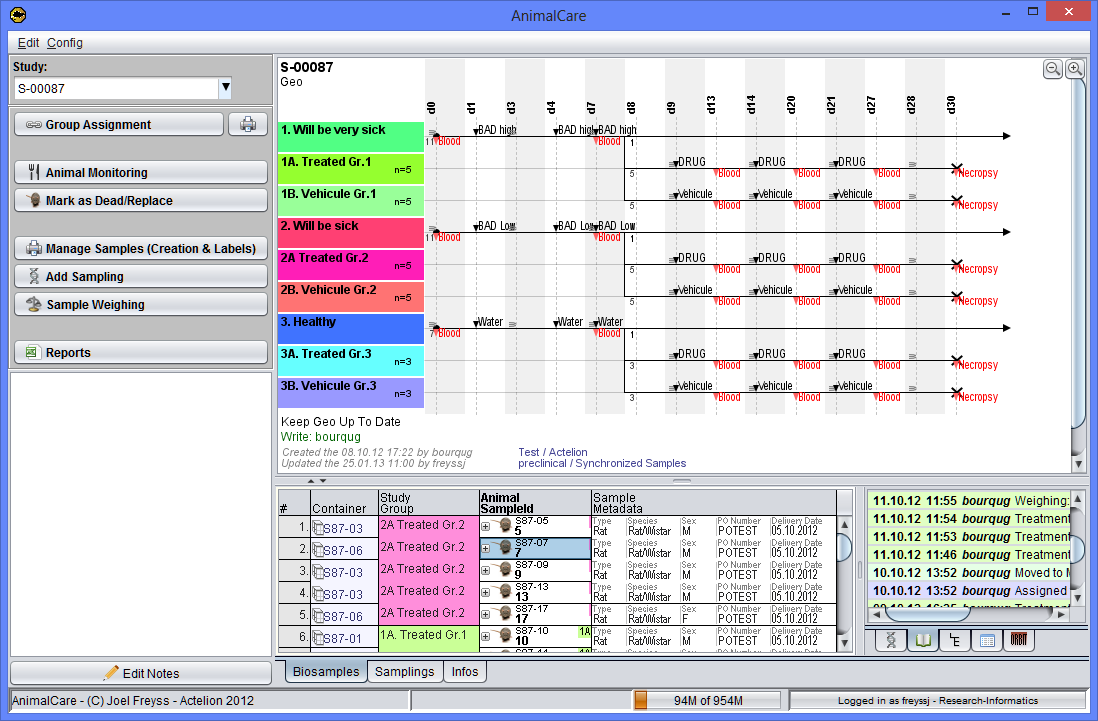 AnimalCare
Edit Config
Study:
S-00087
Group Assignment
Animal Monitoring
Mark as Dead/Replace
Manage Samples (Creation & Labels)
Add Sampling
Sample Weighing
Reports
Edit Notes
S-00087
Geo
d0 d1 d3 d4 d7 d8 d9 d13 d14 d20 d21 d27 d28 d30
1. Will be very sick
11 Blood BAD high BAD high BAD high Blood 1
1A. Treated Gr.1
n=5
5 DRUG Blood DRUG Blood DRUG Blood Necropsy
1B. Vehicule Gr.1
n=5
5 Vehicule Blood Vehicule Blood Vehicule Blood Necropsy
2. Will be sick
11 Blood BAD Low BAD Low BAD Low Blood 1
2A Treated Gr.2
n=5
5 DRUG Blood DRUG Blood DRUG Blood Necropsy
2B. Vehicule Gr.2
n=5
5 Vehicule Blood Vehicule Blood Vehicule Blood Necropsy
3. Healthy
7 Blood Water Water Water Blood 1
3A. Treated Gr.3
n=3
3 DRUG Blood DRUG Blood DRUG Blood Necropsy
3B. Vehicule Gr.3
n=3
3 Vehicule Blood Vehicule Blood Vehicule Blood Necropsy
Keep Geo Up To Date
Write: bourqug
Created the 08.10.12 17:22 by bourqug Test / Actelion
Updated the 25.01.13 11:00 by freyssj preclinical / Synchronized Samples
# Container Study Group Animal SampleId Sample Metadata
1. S87-03 2A Treated Gr.2 S87-05 Type Species Sex PO Number Delivery Date
5 Rat Rat/Wistar M POTEST 05.10.2012
2. S87-06 2A Treated Gr.2 S87-07 Type Species Sex PO Number Delivery Date
7 Rat Rat/Wistar M POTEST 05.10.2012
3. S87-03 2A Treated Gr.2 S87-09 Type Species Sex PO Number Delivery Date
9 Rat Rat/Wistar M POTEST 05.10.2012
4. S87-03 2A Treated Gr.2 S87-13 Type Species Sex PO Number Delivery Date
13 Rat Rat/Wistar M POTEST 05.10.2012
5. S87-06 2A Treated Gr.2 S87-17 Type Species Sex PO Number Delivery Date
17 Rat Rat/Wistar F POTEST 05.10.2012
6. S87-01 1A. Treated Gr.1 S87-10 1A Type Species Sex PO Number Delivery Date
10 Rat Rat/Wistar M POTEST 05.10.2012
11.10.12 11:55 bourqug Weighing:
11.10.12 11:54 bourqug Treatment
11.10.12 11:53 bourqug Treatment
11.10.12 11:46 bourqug Treatment
10.10.12 13:52 bourqug Moved to
10.10.12 13:52 bourqug Assigned
Biosamples Samplings Infos
AnimalCare - (C) Joel Freyss - Actelion 2012
94M of 954M
Logged in as freyssj - Research-Informatics